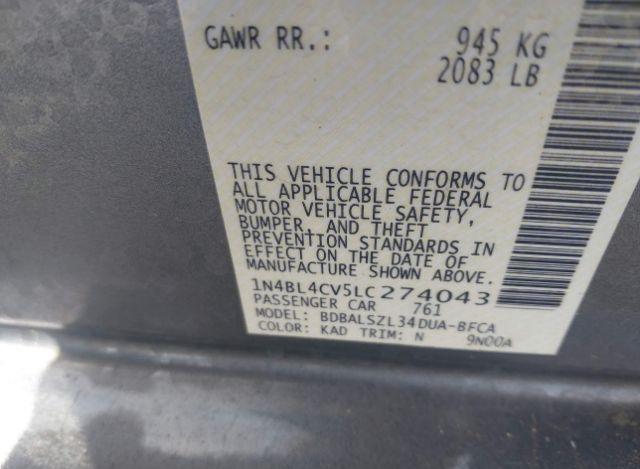 GAWR RR.: 945 KG
2083 LB
THIS VEHICLE CONFORMS TO
ALL APPLICABLE FEDERAL
MOTOR VEHICLE SAFETY,
BUMPER, AND THEFT
PREVENTION STANDARDS IN
EFFECT ON THE DATE OF
MANUFACTURE SHOWN ABOVE.
1N4BL4CV5LC274043
PASSENGER CAR 761
MODEL: BDBALSZL34DUA-BFCA
COLOR: KAD TRIM: N 9N00A